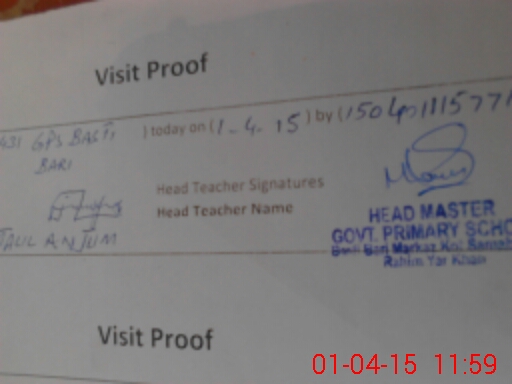 Visit Proof
431 GPS BASTI ) today on ( 1-4-15 ) by (
BARI
Head Teacher Signatures
Head Teacher Name
ANJUM
HEAD MASTER
GOVT. PRIMARY SCHO
Rahim Yar Khan
Visit Proof
01-04-15 11:59